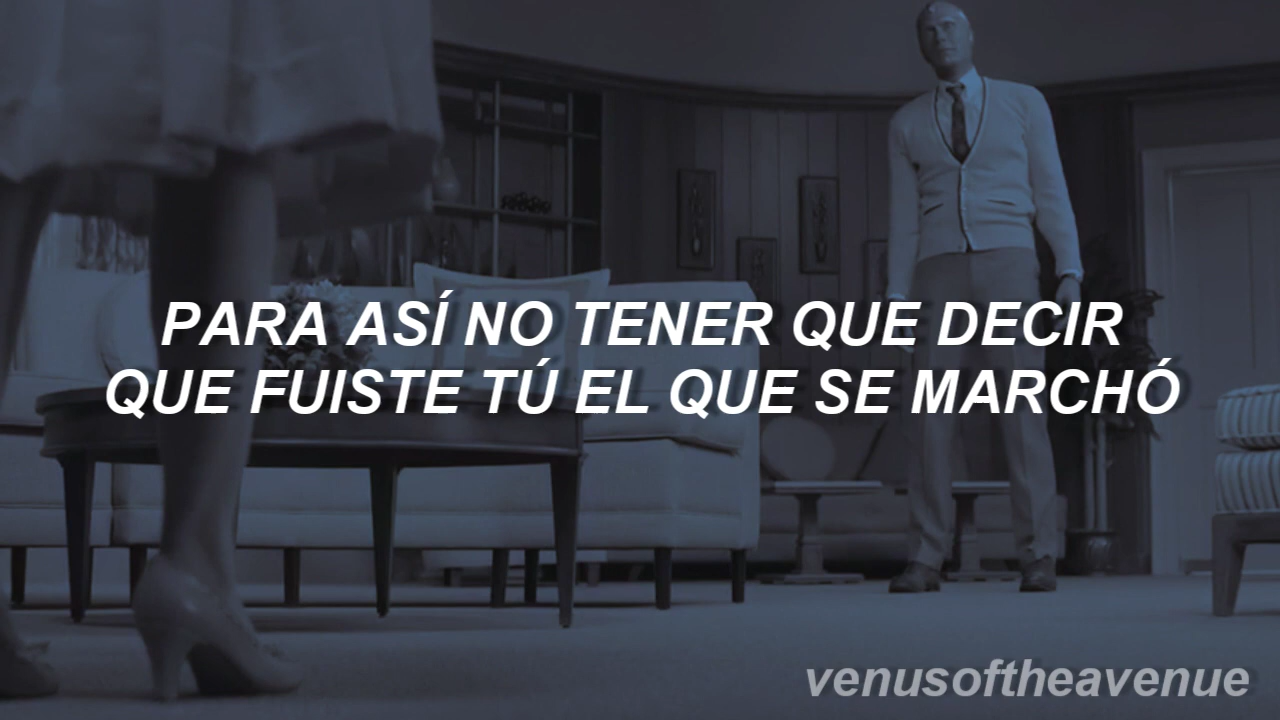 PARA ASÍ NO TENER QUE DECIR
QUE FUISTE TÚ EL QUE SE MARCHÓ
venusoftheavenue